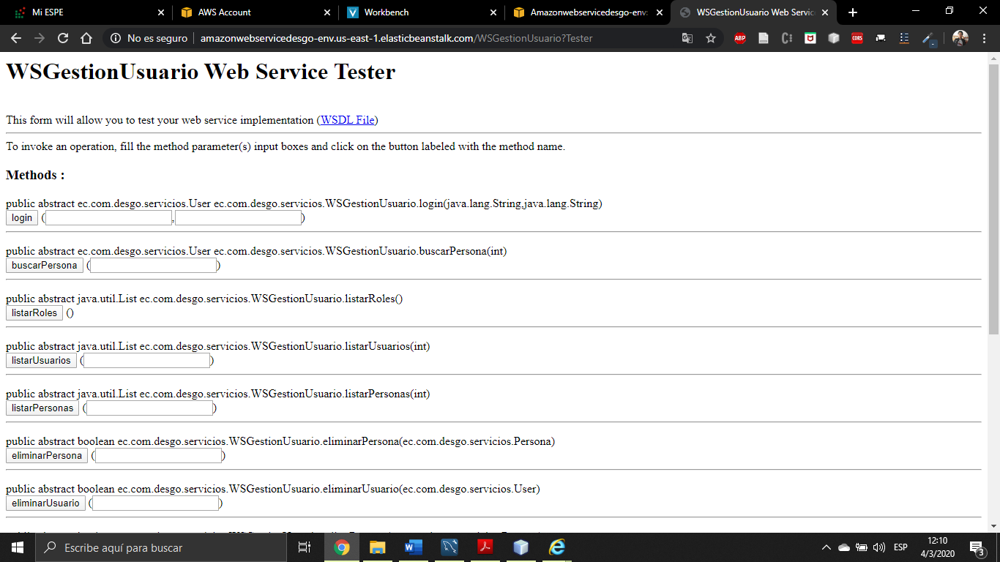 Mi ESPE
AWS Account
Workbench
Amazonwebservicedesgo-env:
WSGestionUsuario Web Servic
No es seguro
amazonwebservicedesgo-env.us-east-1.elasticbeanstalk.com/WSGestionUsuario?Tester
ABP
CORS
WSGestionUsuario Web Service Tester
This form will allow you to test your web service implementation (WSDL File)
To invoke an operation, fill the method parameter(s) input boxes and click on the button labeled with the method name.
Methods :
public abstract ec.com.desgo.servicios.User ec.com.desgo.servicios.WSGestionUsuario.login(java.lang.String,java.lang.String)
login ( , )
public abstract ec.com.desgo.servicios.User ec.com.desgo.servicios.WSGestionUsuario.buscarPersona(int)
buscarPersona ( )
public abstract java.util.List ec.com.desgo.servicios.WSGestionUsuario.listarRoles()
listarRoles ()
public abstract java.util.List ec.com.desgo.servicios.WSGestionUsuario.listarUsuarios(int)
listarUsuarios ( )
public abstract java.util.List ec.com.desgo.servicios.WSGestionUsuario.listarPersonas(int)
listarPersonas ( )
public abstract boolean ec.com.desgo.servicios.WSGestionUsuario.eliminarPersona(ec.com.desgo.servicios.Persona)
eliminarPersona ( )
public abstract boolean ec.com.desgo.servicios.WSGestionUsuario.eliminarUsuario(ec.com.desgo.servicios.User)
eliminarUsuario ( )
Escribe aquí para buscar
ESP
12:10
4/3/2020
3